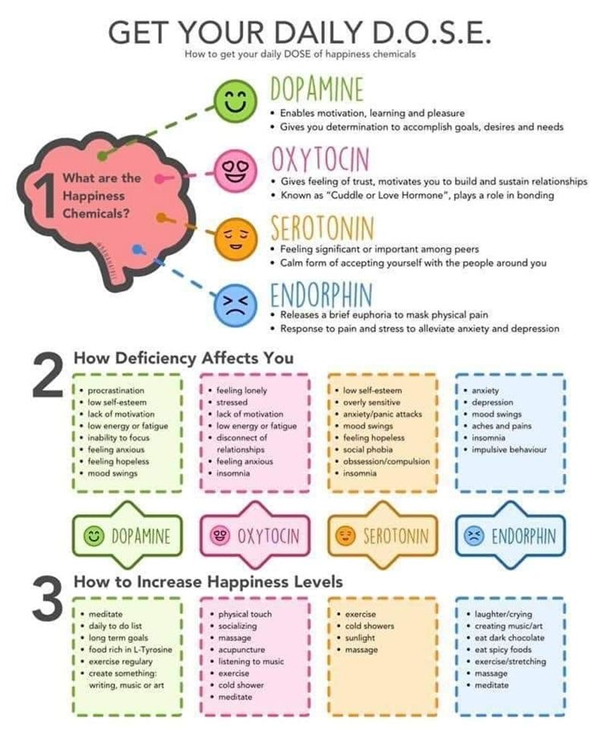 GET YOUR DAILY D.O.S.E.
How to get your daily DOSE of happiness chemicals
1
What are the
Happiness
Chemicals?
DOPAMINE
• Enables motivation, learning and pleasure
• Gives you determination to accomplish goals, desires and needs
OXYTOCIN
• Gives feeling of trust, motivates you to build and sustain relationships
• Known as "Cuddle or Love Hormone", plays a role in bonding
SEROTONIN
• Feeling significant or important among peers
• Calm form of accepting yourself with the people around you
ENDORPHIN
• Releases a brief euphoria to mask physical pain
• Response to pain and stress to alleviate anxiety and depression
2
How Deficiency Affects You
• procrastination
• low self-esteem
• lack of motivation
• low energy or fatigue
• inability to focus
• feeling anxious
• feeling hopeless
• mood swings
• feeling lonely
• stressed
• lack of motivation
• low energy or fatigue
• disconnect of
relationships
• feeling anxious
• insomnia
• low self-esteem
• overly sensitive
• anxiety/panic attacks
• mood swings
• feeling hopeless
• social phobia
• obssession/compulsion
• insomnia
• anxiety
• depression
• mood swings
• aches and pains
• insomnia
• impulsive behaviour
DOPAMINE
OXYTOCIN
SEROTONIN
ENDORPHIN
3
How to Increase Happiness Levels
• meditate
• daily to do list
• long term goals
• food rich in L-Tyrosine
• exercise regulary
• create something:
writing, music or art
• physical touch
• socializing
• massage
• acupuncture
• listening to music
• exercise
• cold shower
• meditate
• exercise
• cold showers
• sunlight
• massage
• laughter/crying
• creating music/art
• eat dark chocolate
• eat spicy foods
• exercise/stretching
• massage
• meditate